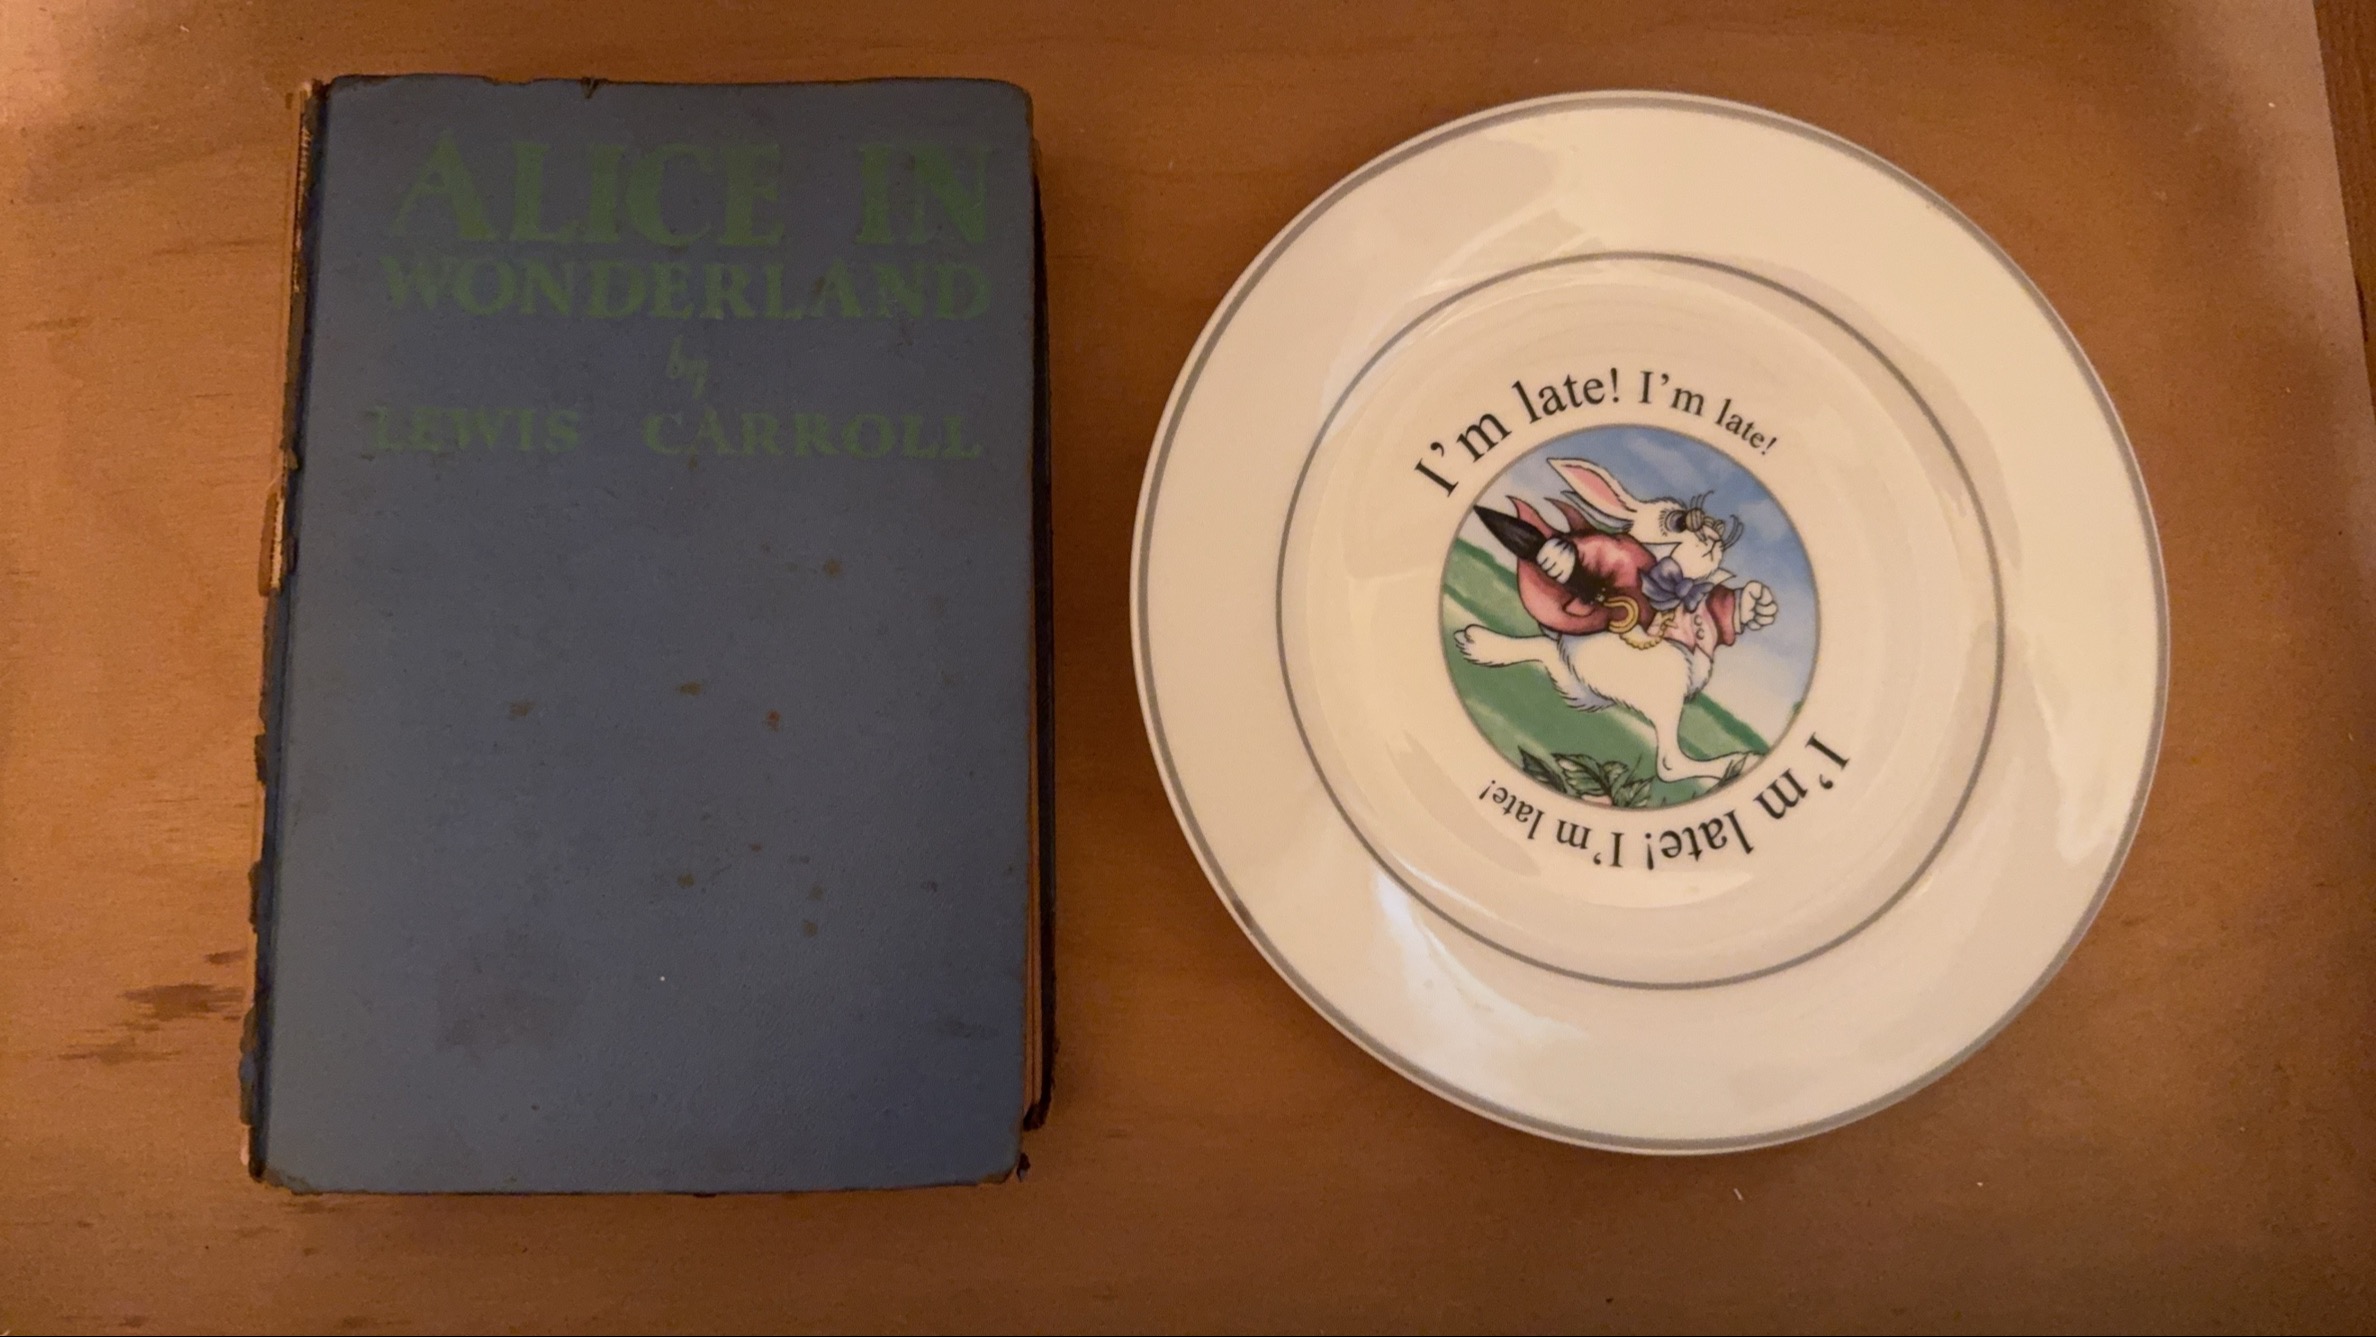 ALICE IN
WONDERLAND
by
LEWIS CARROLL
I'm late! I'm late!
I'm late! I'm late!